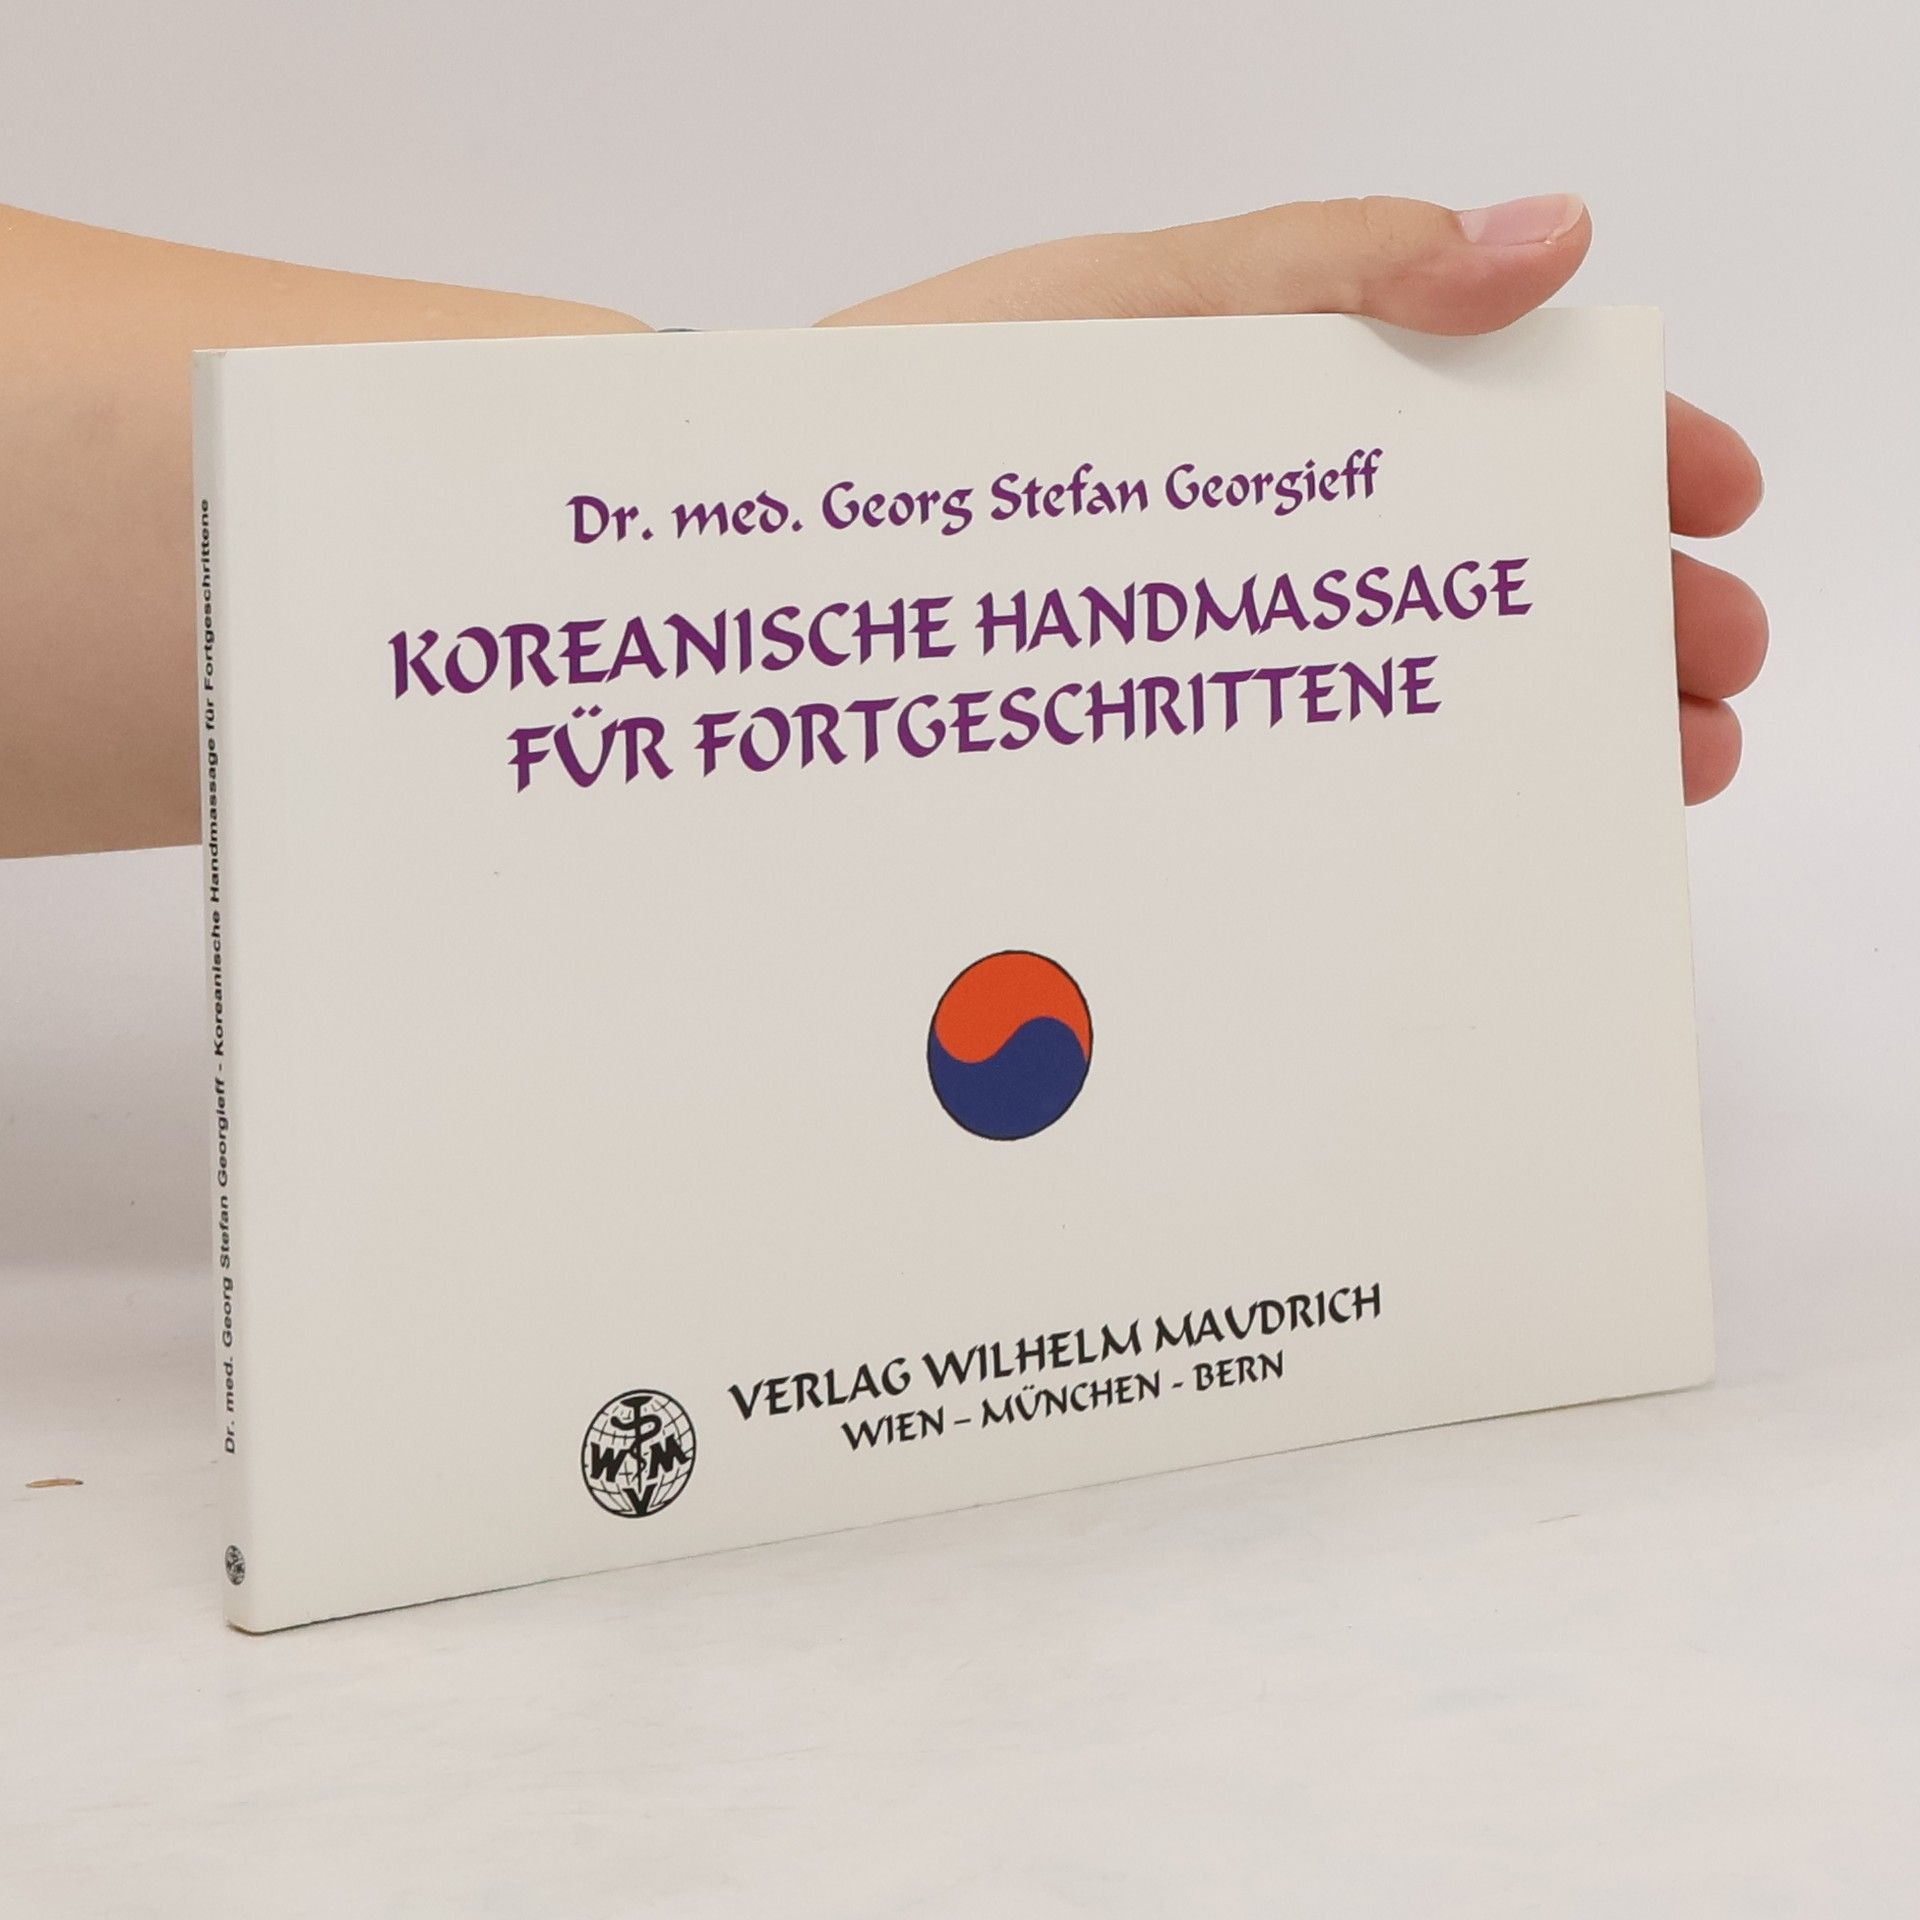 Dr. med. Georg Stefan Georgieff
KOREANISCHE HANDMASSAGE
FÜR FORTGESCHRITTENE
VERLAG WILHELM MAUDRICH
WIEN – MÜNCHEN - BERN
W M
V
Dr. med. Georg Stefan Georgieff - Koreanische Handmassage für Fortgeschrittene